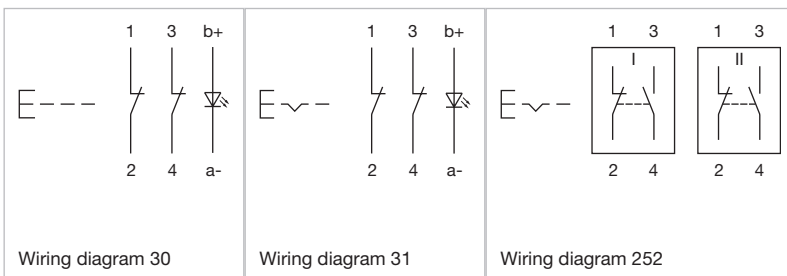 1 3 b+
2 4 a-
Wiring diagram 30
1 3 b+
2 4 a-
Wiring diagram 31
1 3 1 3
I II
2 4 2 4
Wiring diagram 252